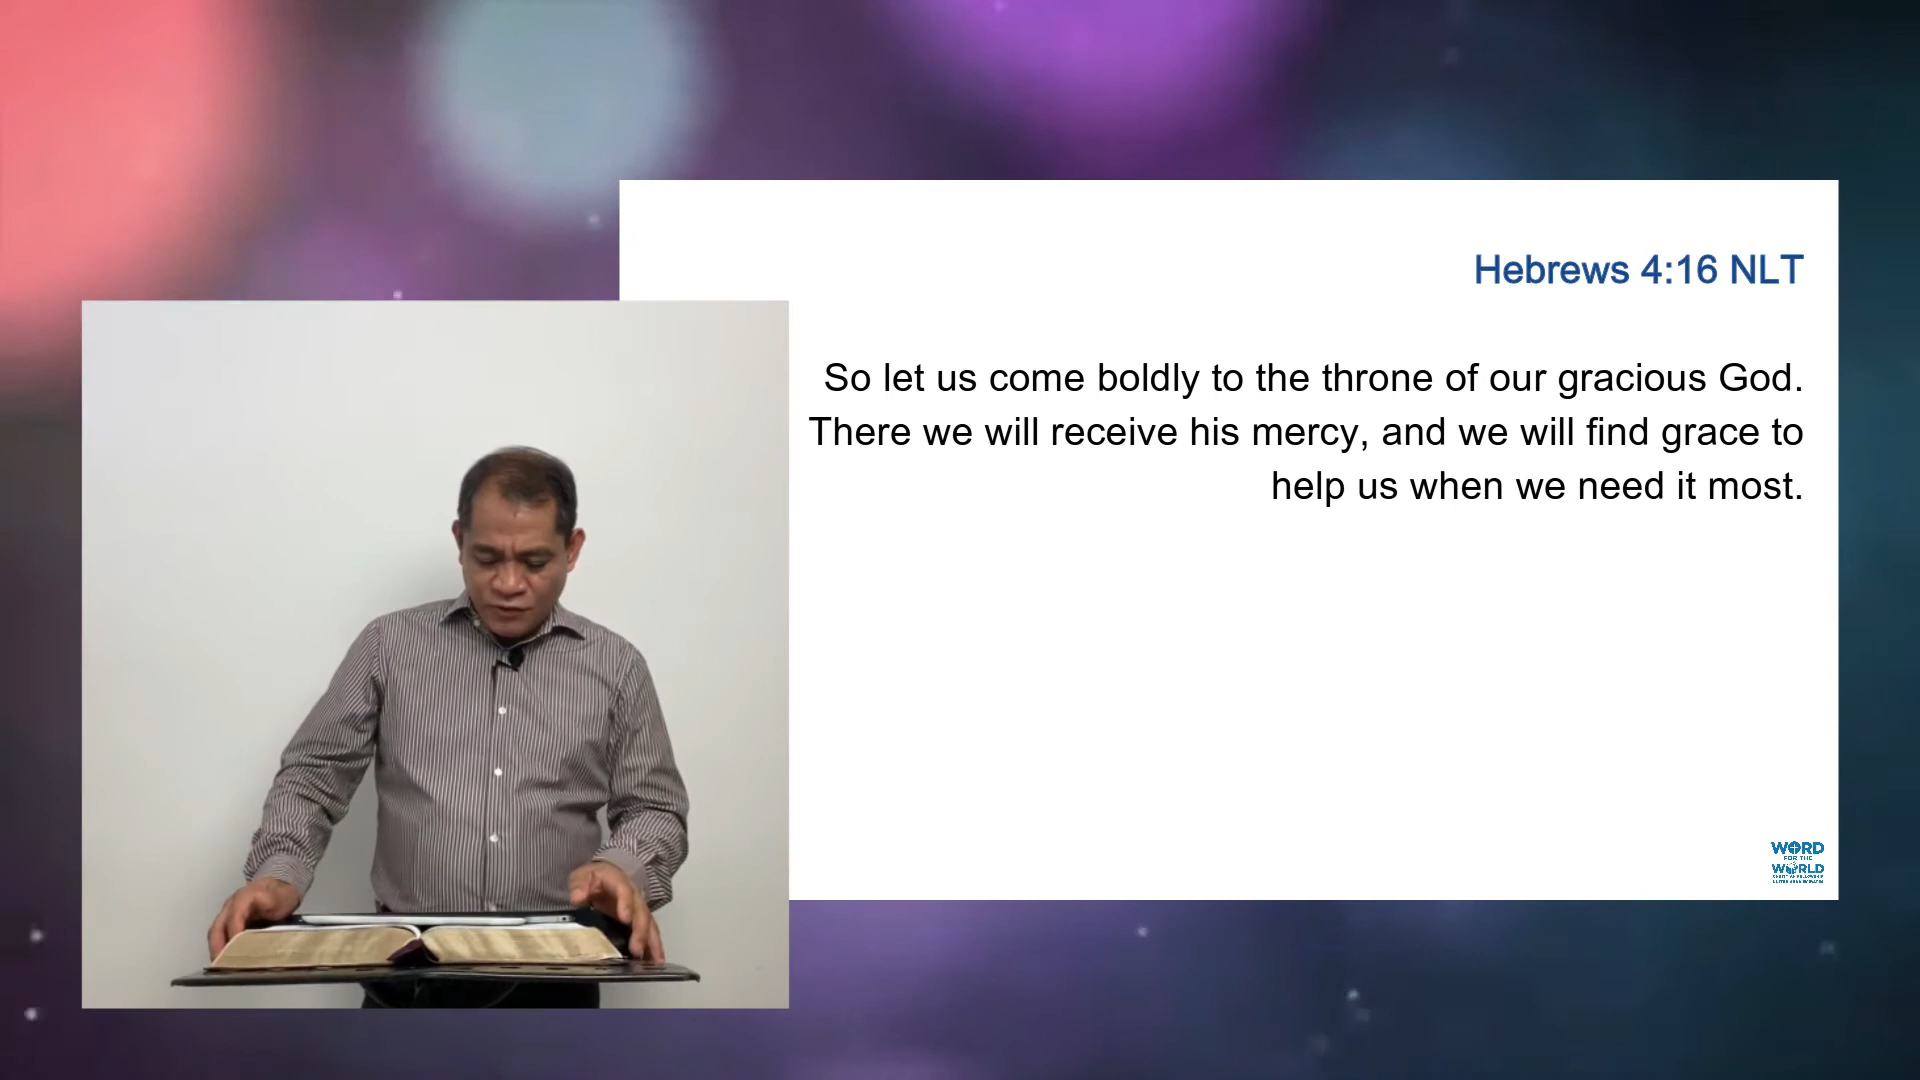 Hebrews 4:16 NLT
So let us come boldly to the throne of our gracious God.
There we will receive his mercy, and we will find grace to
help us when we need it most.
WORD
FOR THE
WORLD